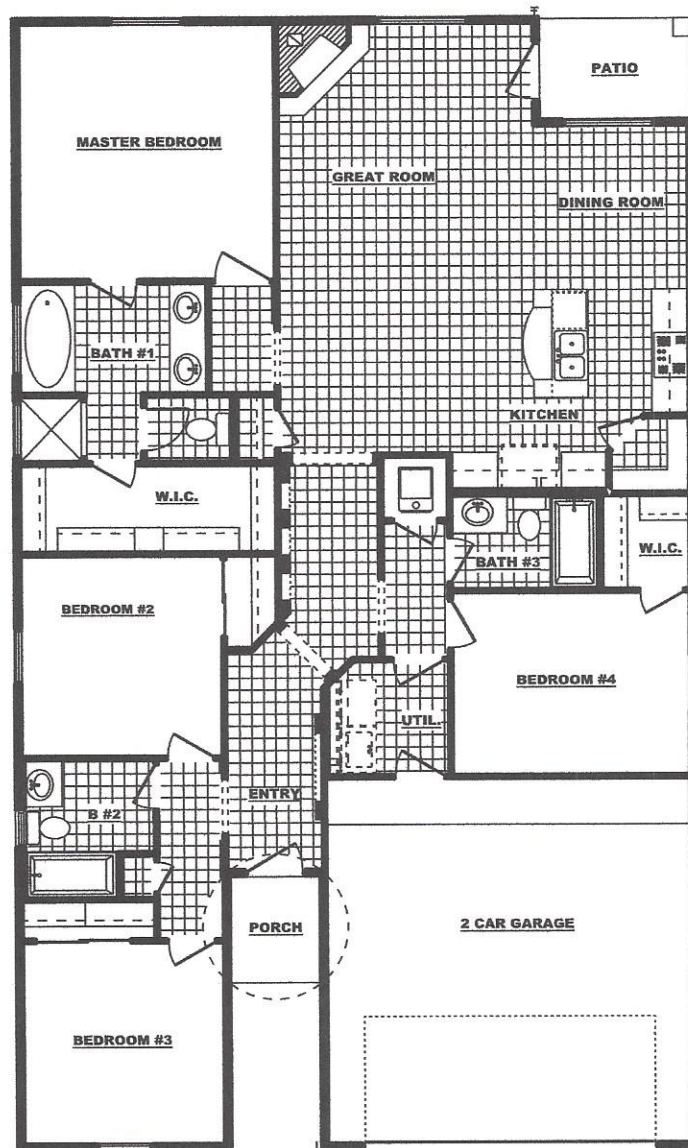 PATIO
MASTER BEDROOM
GREAT ROOM
DINING ROOM
BATH #1
KITCHEN
W.I.C.
BATH #3
W.I.C.
BEDROOM #2
BEDROOM #4
UTIL.
ENTRY
B #2
PORCH
2 CAR GARAGE
BEDROOM #3